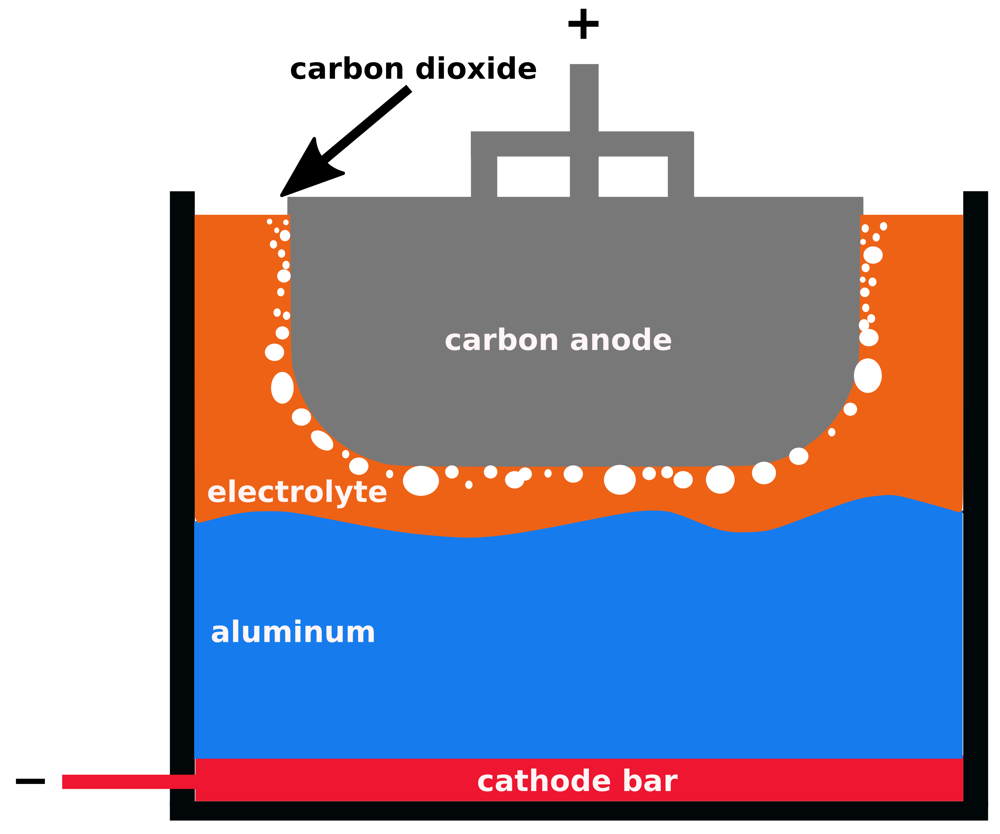 +
carbon dioxide
carbon anode
electrolyte
aluminum
cathode bar
−